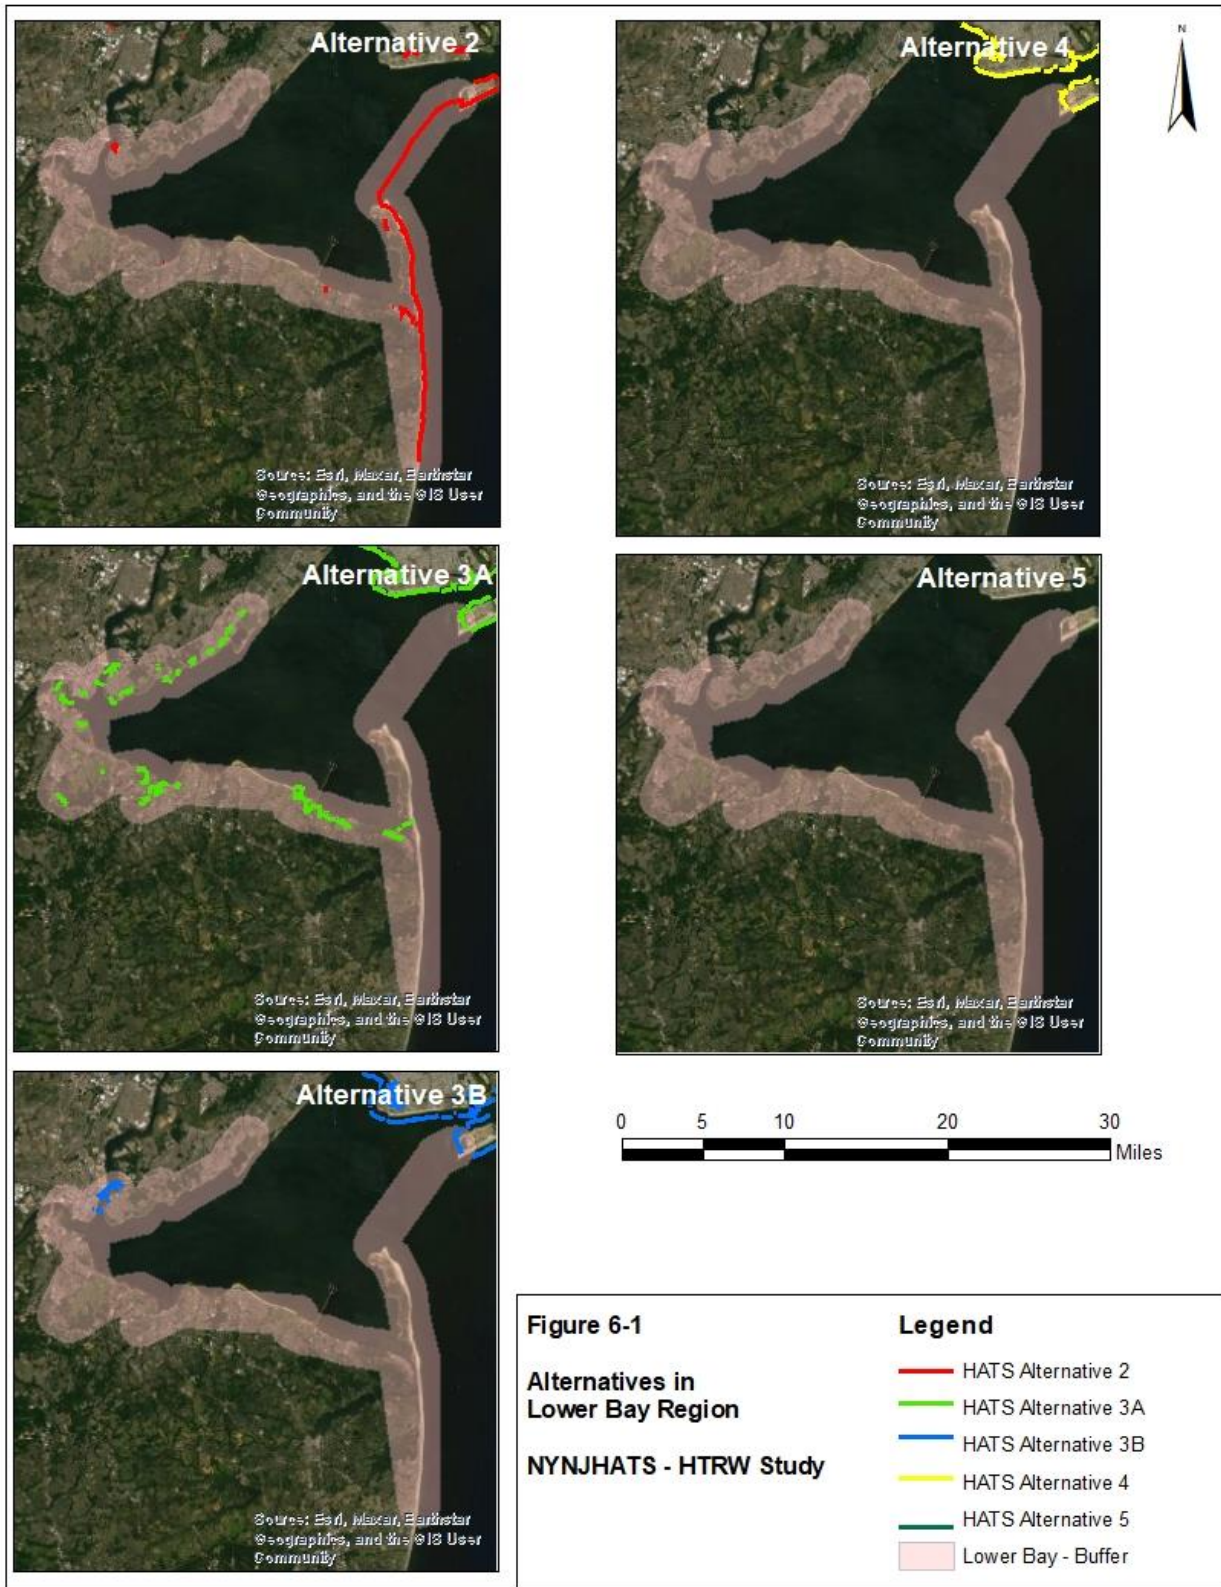 Alternative 2
Source: Esri, Maxar, Earthstar
Geographics, and the GIS User
Community
Alternative 4
Source: Esri, Maxar, Earthstar
Geographics, and the GIS User
Community
N
Alternative 3A
Source: Esri, Maxar, Earthstar
Geographics, and the GIS User
Community
Alternative 5
Source: Esri, Maxar, Earthstar
Geographics, and the GIS User
Community
Alternative 3B
Source: Esri, Maxar, Earthstar
Geographics, and the GIS User
Community
0 5 10 20 30
Miles
Figure 6-1
Alternatives in
Lower Bay Region
NYNJHATS - HTRW Study
Legend
HATS Alternative 2
HATS Alternative 3A
HATS Alternative 3B
HATS Alternative 4
HATS Alternative 5
Lower Bay - Buffer